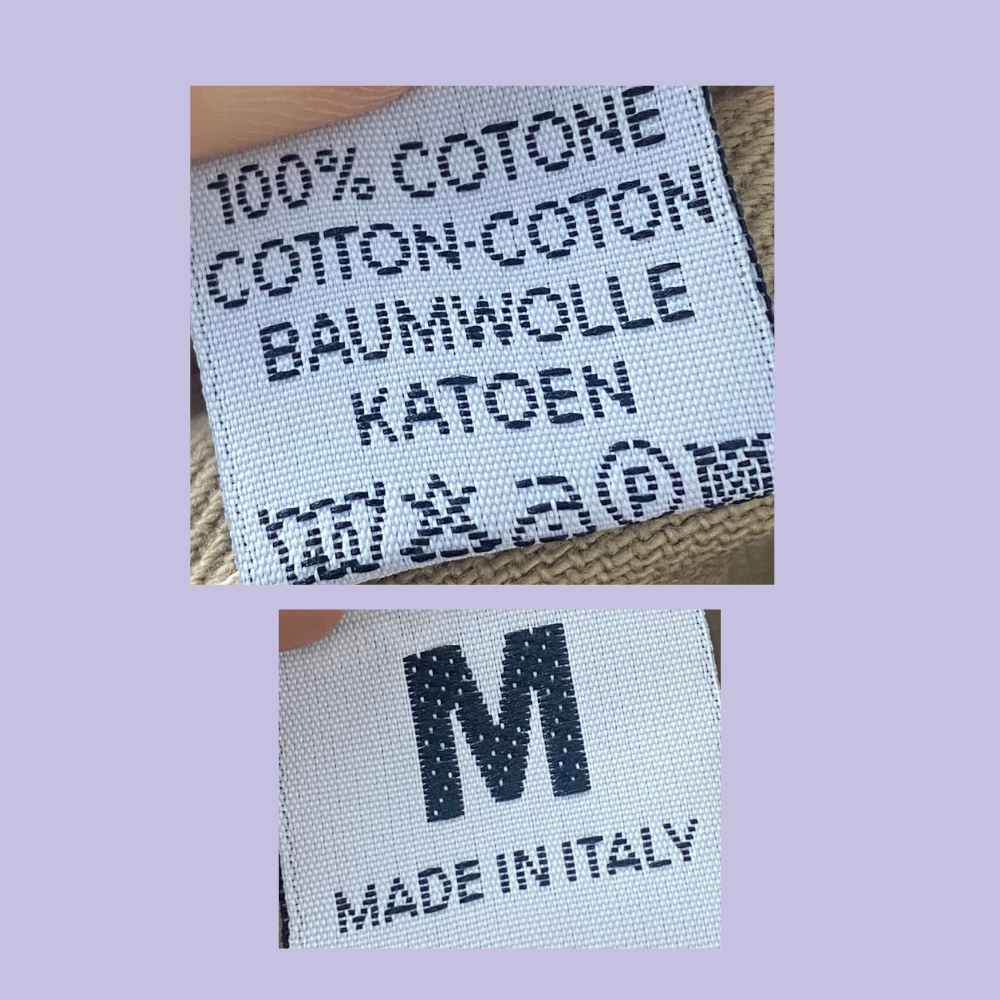 100% COTONE
COTTON-COTON
BAUMWOLLE
KATOEN
P
M
MADE IN ITALY